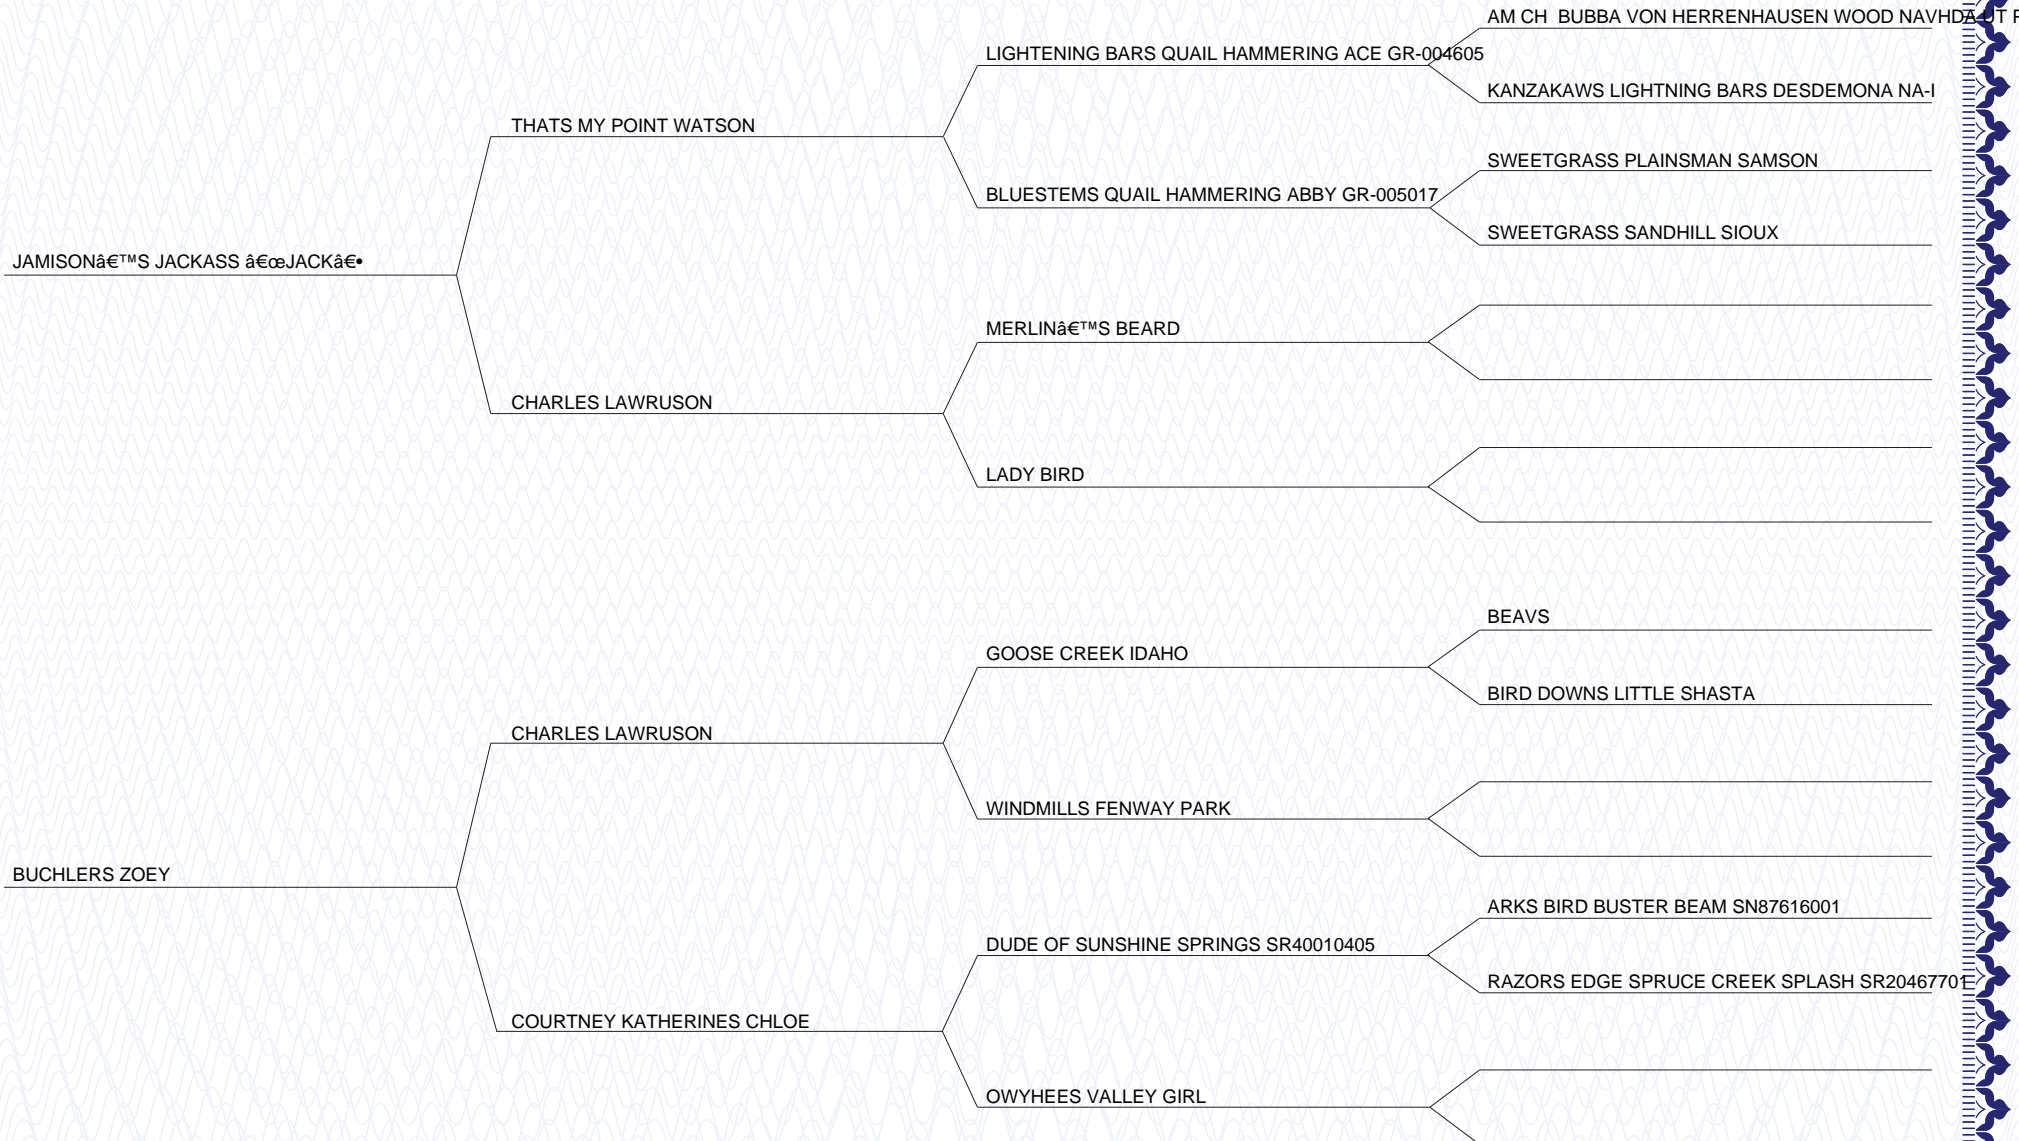 AM CH  BUBBA VON HERRENHAUSEN WOOD NAVHDA UT
LIGHTENING BARS QUAIL HAMMERING ACE GR-004605
KANZAKAWS LIGHTNING BARS DESDEMONA NA-I
THATS MY POINT WATSON
SWEETGRASS PLAINSMAN SAMSON
BLUESTEMS QUAIL HAMMERING ABBY GR-005017
SWEETGRASS SANDHILL SIOUX
JAMISONâ€™S JACKASS â€œJACKâ€•
MERLINâ€™S BEARD
CHARLES LAWRUSON
LADY BIRD
BEAVS
GOOSE CREEK IDAHO
BIRD DOWNS LITTLE SHASTA
CHARLES LAWRUSON
WINDMILLS FENWAY PARK
BUCHLERS ZOEY
ARKS BIRD BUSTER BEAM SN87616001
DUDE OF SUNSHINE SPRINGS SR40010405
RAZORS EDGE SPRUCE CREEK SPLASH SR20467701
COURTNEY KATHERINES CHLOE
OWYHEES VALLEY GIRL